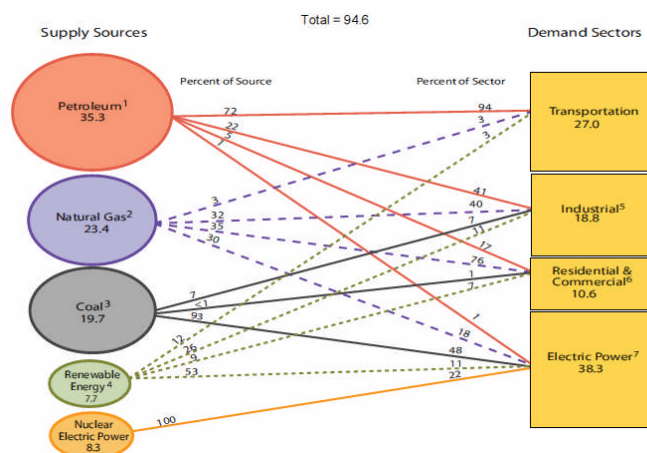 Total = 94.6
Supply Sources
Demand Sectors
Percent of Source
Percent of Sector
Petroleum¹
35.3
72
22
5
1
94
3
3
Transportation
27.0
Natural Gas²
23.4
3
32
35
30
41
40
7
11
Industrial⁵
18.8
Coal³
19.7
7
<1
93
17
76
1
7
Residential &
Commercial⁶
10.6
Renewable
Energy⁴
7.7
12
26
9
53
1
18
48
11
22
Electric Power⁷
38.3
Nuclear
Electric Power
8.3
100